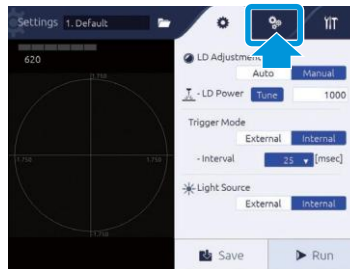 Settings 1. Default
620
1.750
1.750
1.750
1.750
LD Adjustment
Auto Manual
- LD Power Tune 1000
Trigger Mode
External Internal
- Interval 25 [msec]
Light Source
External Internal
Save Run